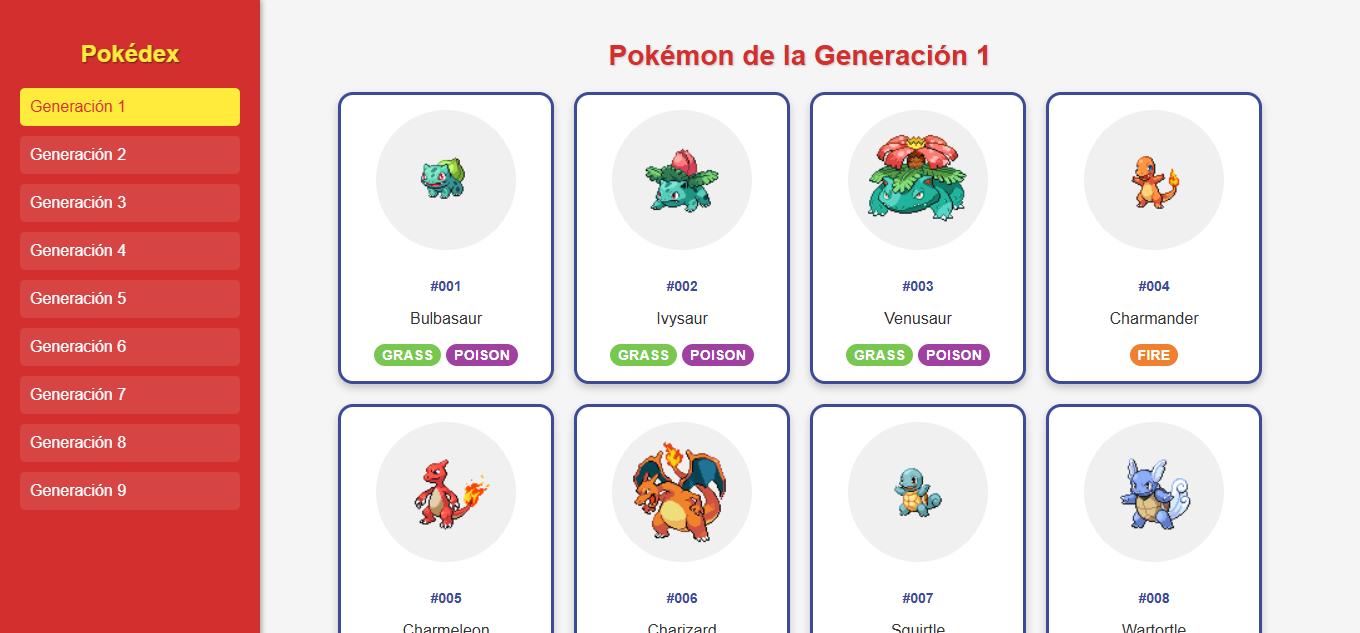 Pokédex
Generación 1
Generación 2
Generación 3
Generación 4
Generación 5
Generación 6
Generación 7
Generación 8
Generación 9
Pokémon de la Generación 1
#001
Bulbasaur
GRASS POISON
#002
Ivysaur
GRASS POISON
#003
Venusaur
GRASS POISON
#004
Charmander
FIRE
#005
Charmeleon
#006
Charizard
#007
Squirtle
#008
Wartortle